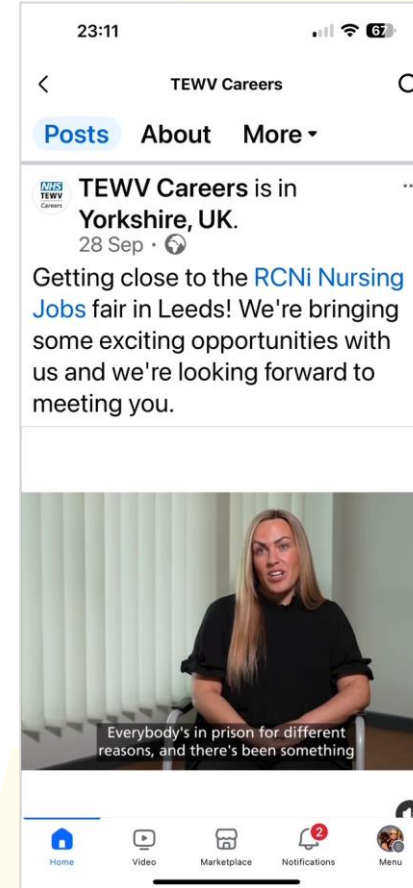 23:11
67
TEWV Careers
Posts About More
NHS
TEWV
Careers
TEWV Careers is in
Yorkshire, UK.
28 Sep ·
Getting close to the RCNi Nursing
Jobs fair in Leeds! We're bringing
some exciting opportunities with
us and we're looking forward to
meeting you.
Everybody's in prison for different
reasons, and there's been something
2
Home Video Marketplace Notifications Menu